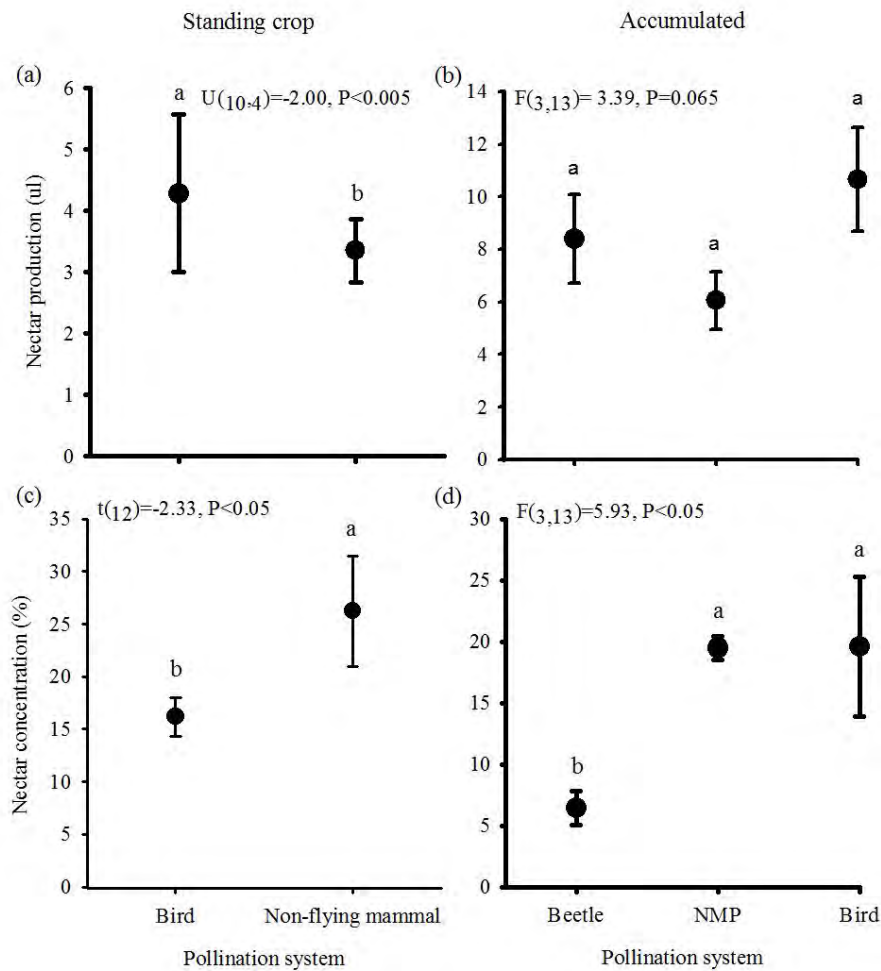 Standing crop
Accumulated
(a)
Nectar production (ul)
6
5
4
3
2
1
0
a
U(10,4)=-2.00, P<0.005
b
(b)
14
12
10
8
6
4
2
0
F(3,13)= 3.39, P=0.065
a
a
a
(c)
Nectar concentration (%)
35
30
25
20
15
10
5
0
t(12)=-2.33, P<0.05
b
a
Bird
Non-flying mammal
Pollination system
(d)
30
25
20
15
10
5
0
F(3,13)=5.93, P<0.05
b
a
a
Beetle
NMP
Bird
Pollination system